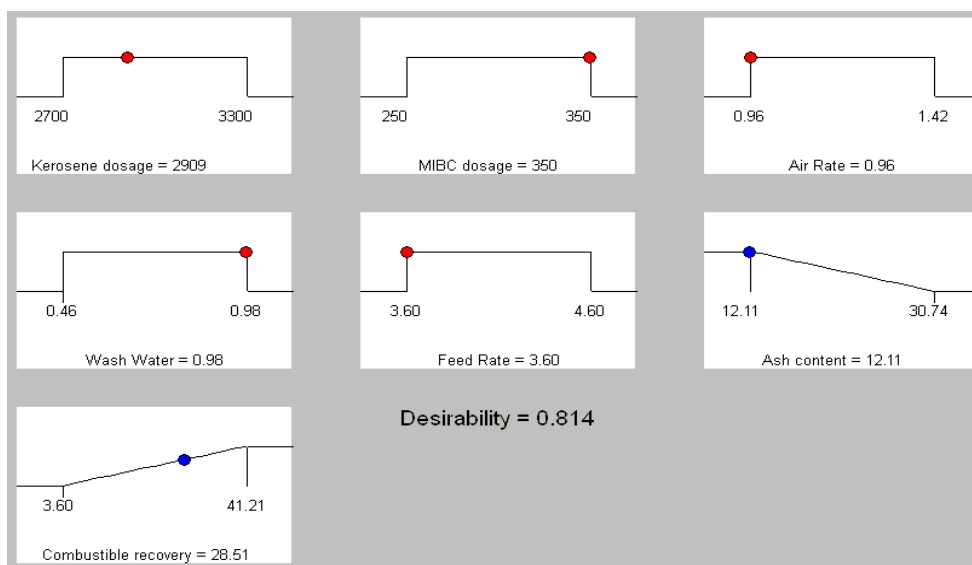 2700 3300
Kerosene dosage = 2909
250 350
MIBC dosage = 350
0.96 1.42
Air Rate = 0.96
0.46 0.98
Wash Water = 0.98
3.60 4.60
Feed Rate = 3.60
12.11 30.74
Ash content = 12.11
3.60 41.21
Combustible recovery = 28.51
Desirability = 0.814